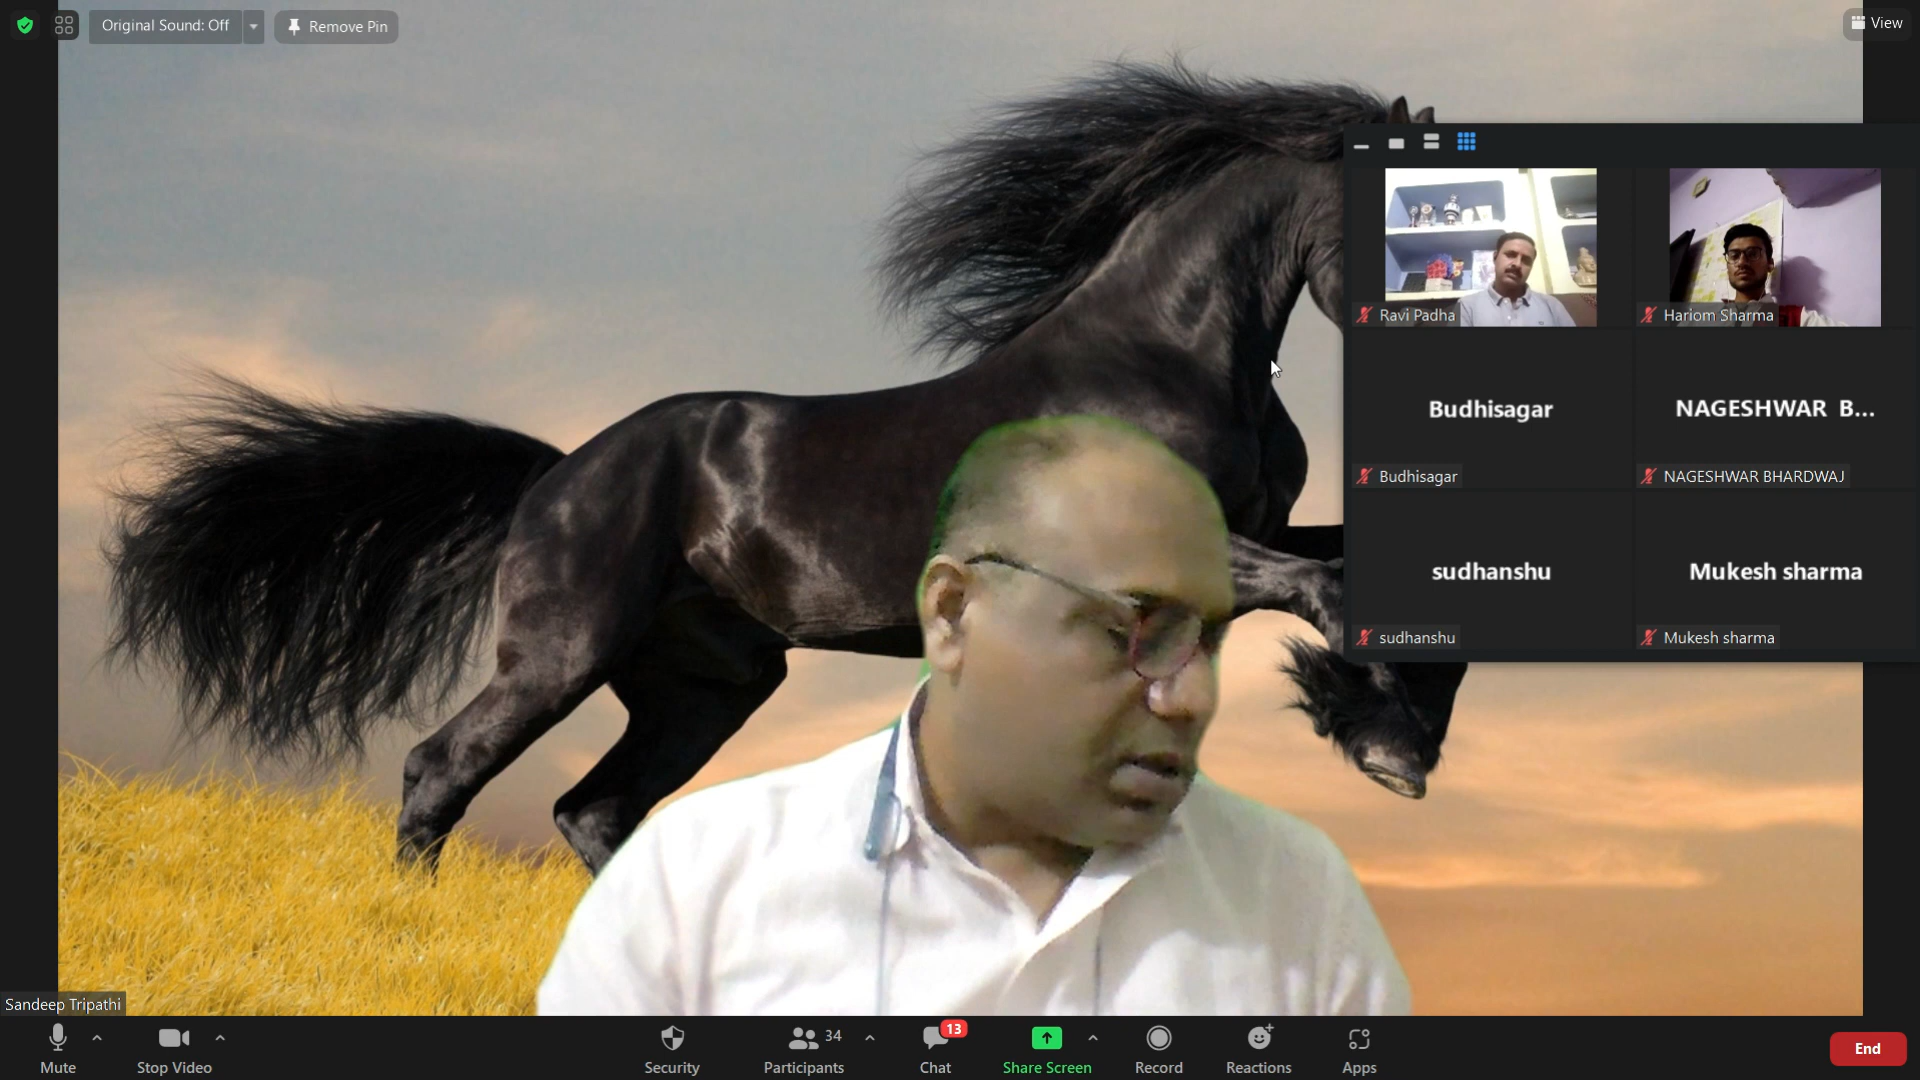 Original Sound: Off
Remove Pin
View
Ravi Padha
Hariom Sharma
Budhisagar
NAGESHWAR B...
Budhisagar
NAGESHWAR BHARDWAJ
sudhanshu
Mukesh sharma
sudhanshu
Mukesh sharma
Sandeep Tripathi
34
13
Mute
Stop Video
Security
Participants
Chat
Share Screen
Record
Reactions
Apps
End